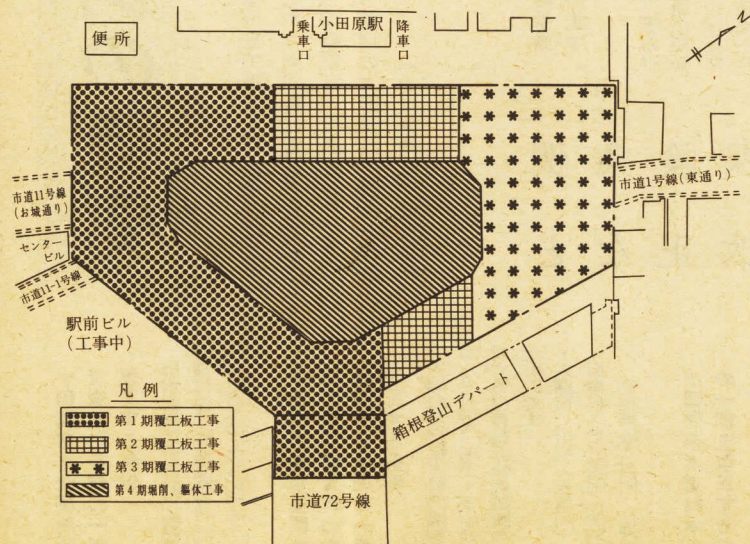 便所
小田原駅
乗車口
降車口
N
市道11号線
(お城通り)
センター
ビル
市道11-1号線
市道1号線(東通り)
駅前ビル
(工事中)
箱根登山デパート
凡例
第1期覆工板工事
第2期覆工板工事
第3期覆工板工事
第4期堀削、軀体工事
市道72号線